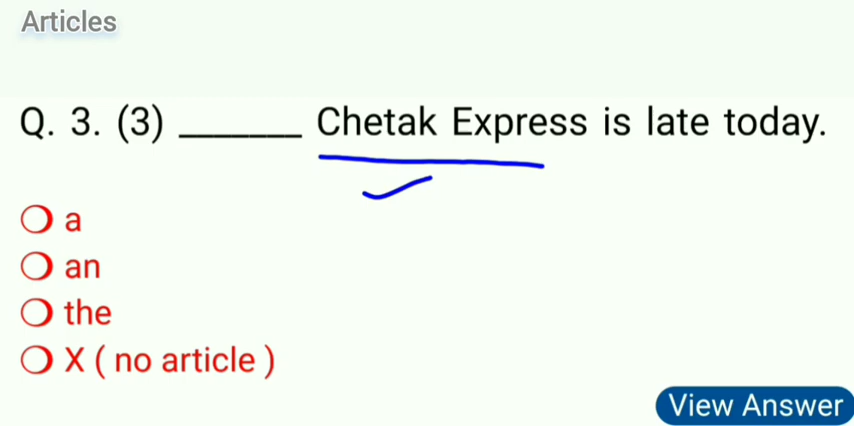 Articles
Q. 3. (3) ______ Chetak Express is late today.
a
an
the
X ( no article )
View Answer